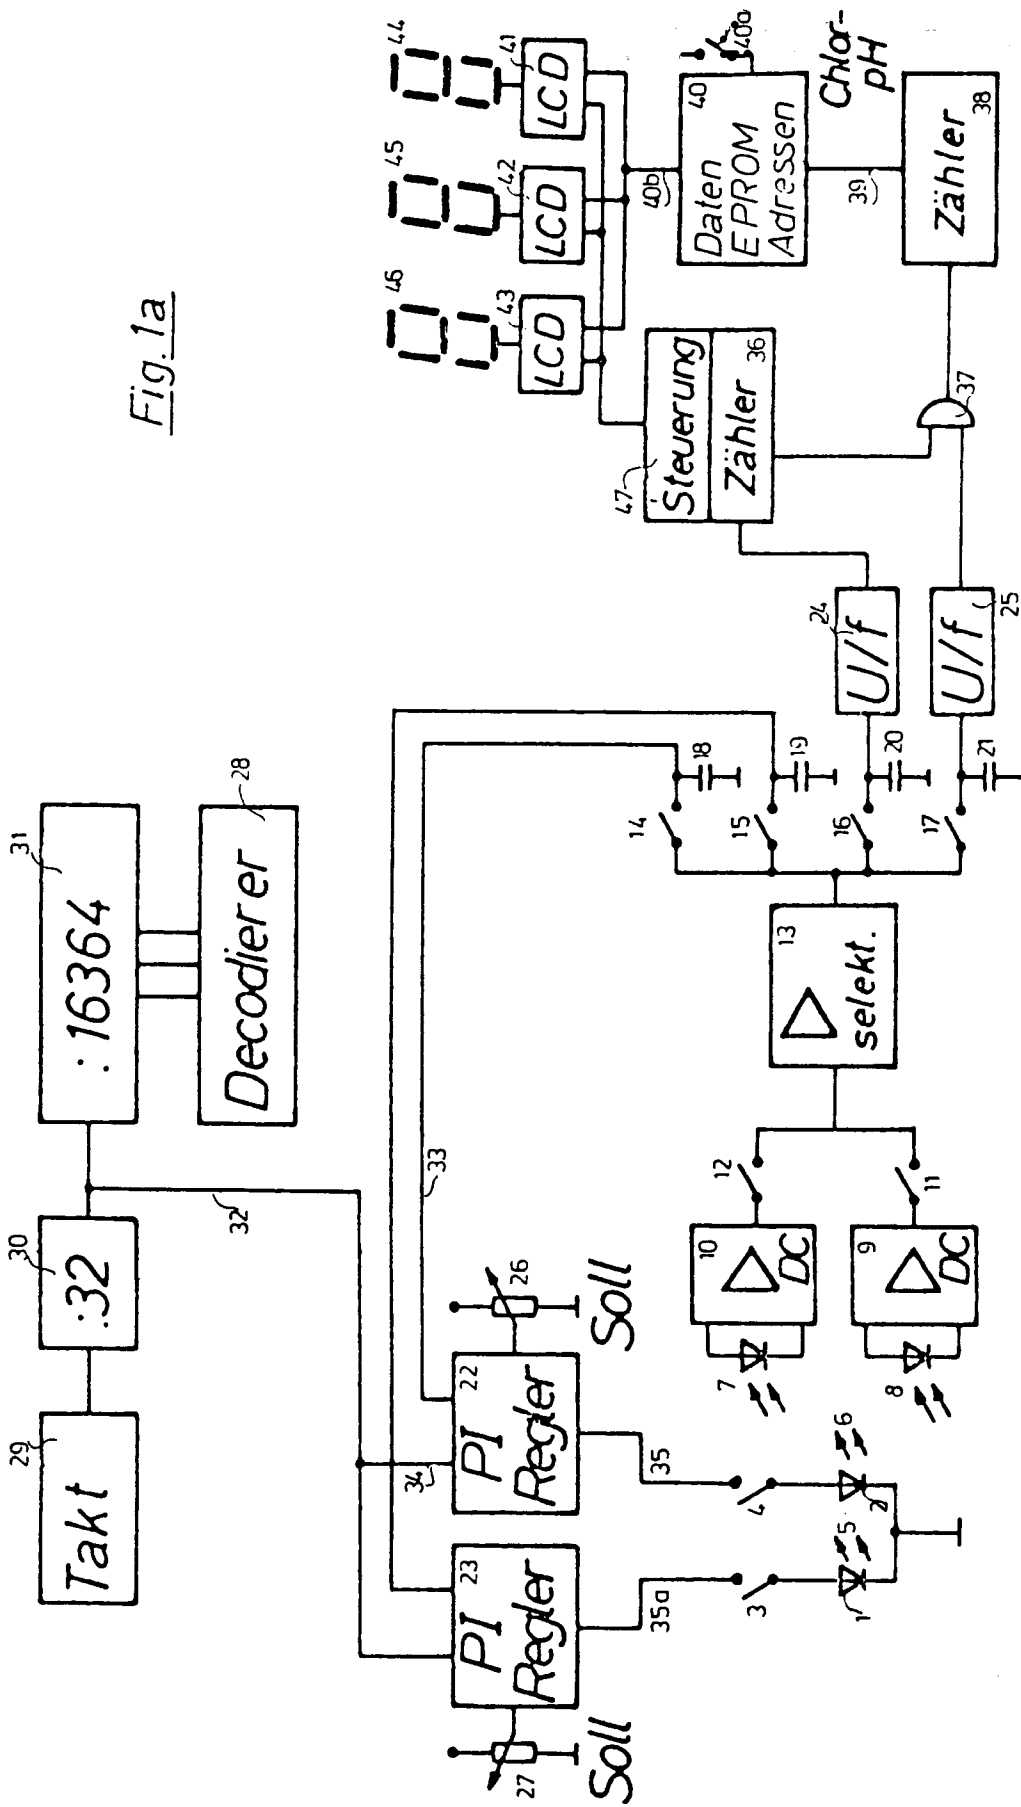 Fig. 1a
Takt
29
:32
30
:16364
31
Decodierer
28
32
33
34
PI
Regler
23
PI
Regler
22
27
Soll
26
Soll
35a
35
3
4
1
5
2
6
7
8
10
DC
9
DC
12
11
13
selekt.
14
15
16
17
18
19
20
21
U/f
24
U/f
25
Steuerung
47
Zähler
36
37
Zähler
38
39
Daten
EPROM
Adressen
40
40a
40b
Chlor-
pH
LCD
43
LCD
42
LCD
41
46
45
44